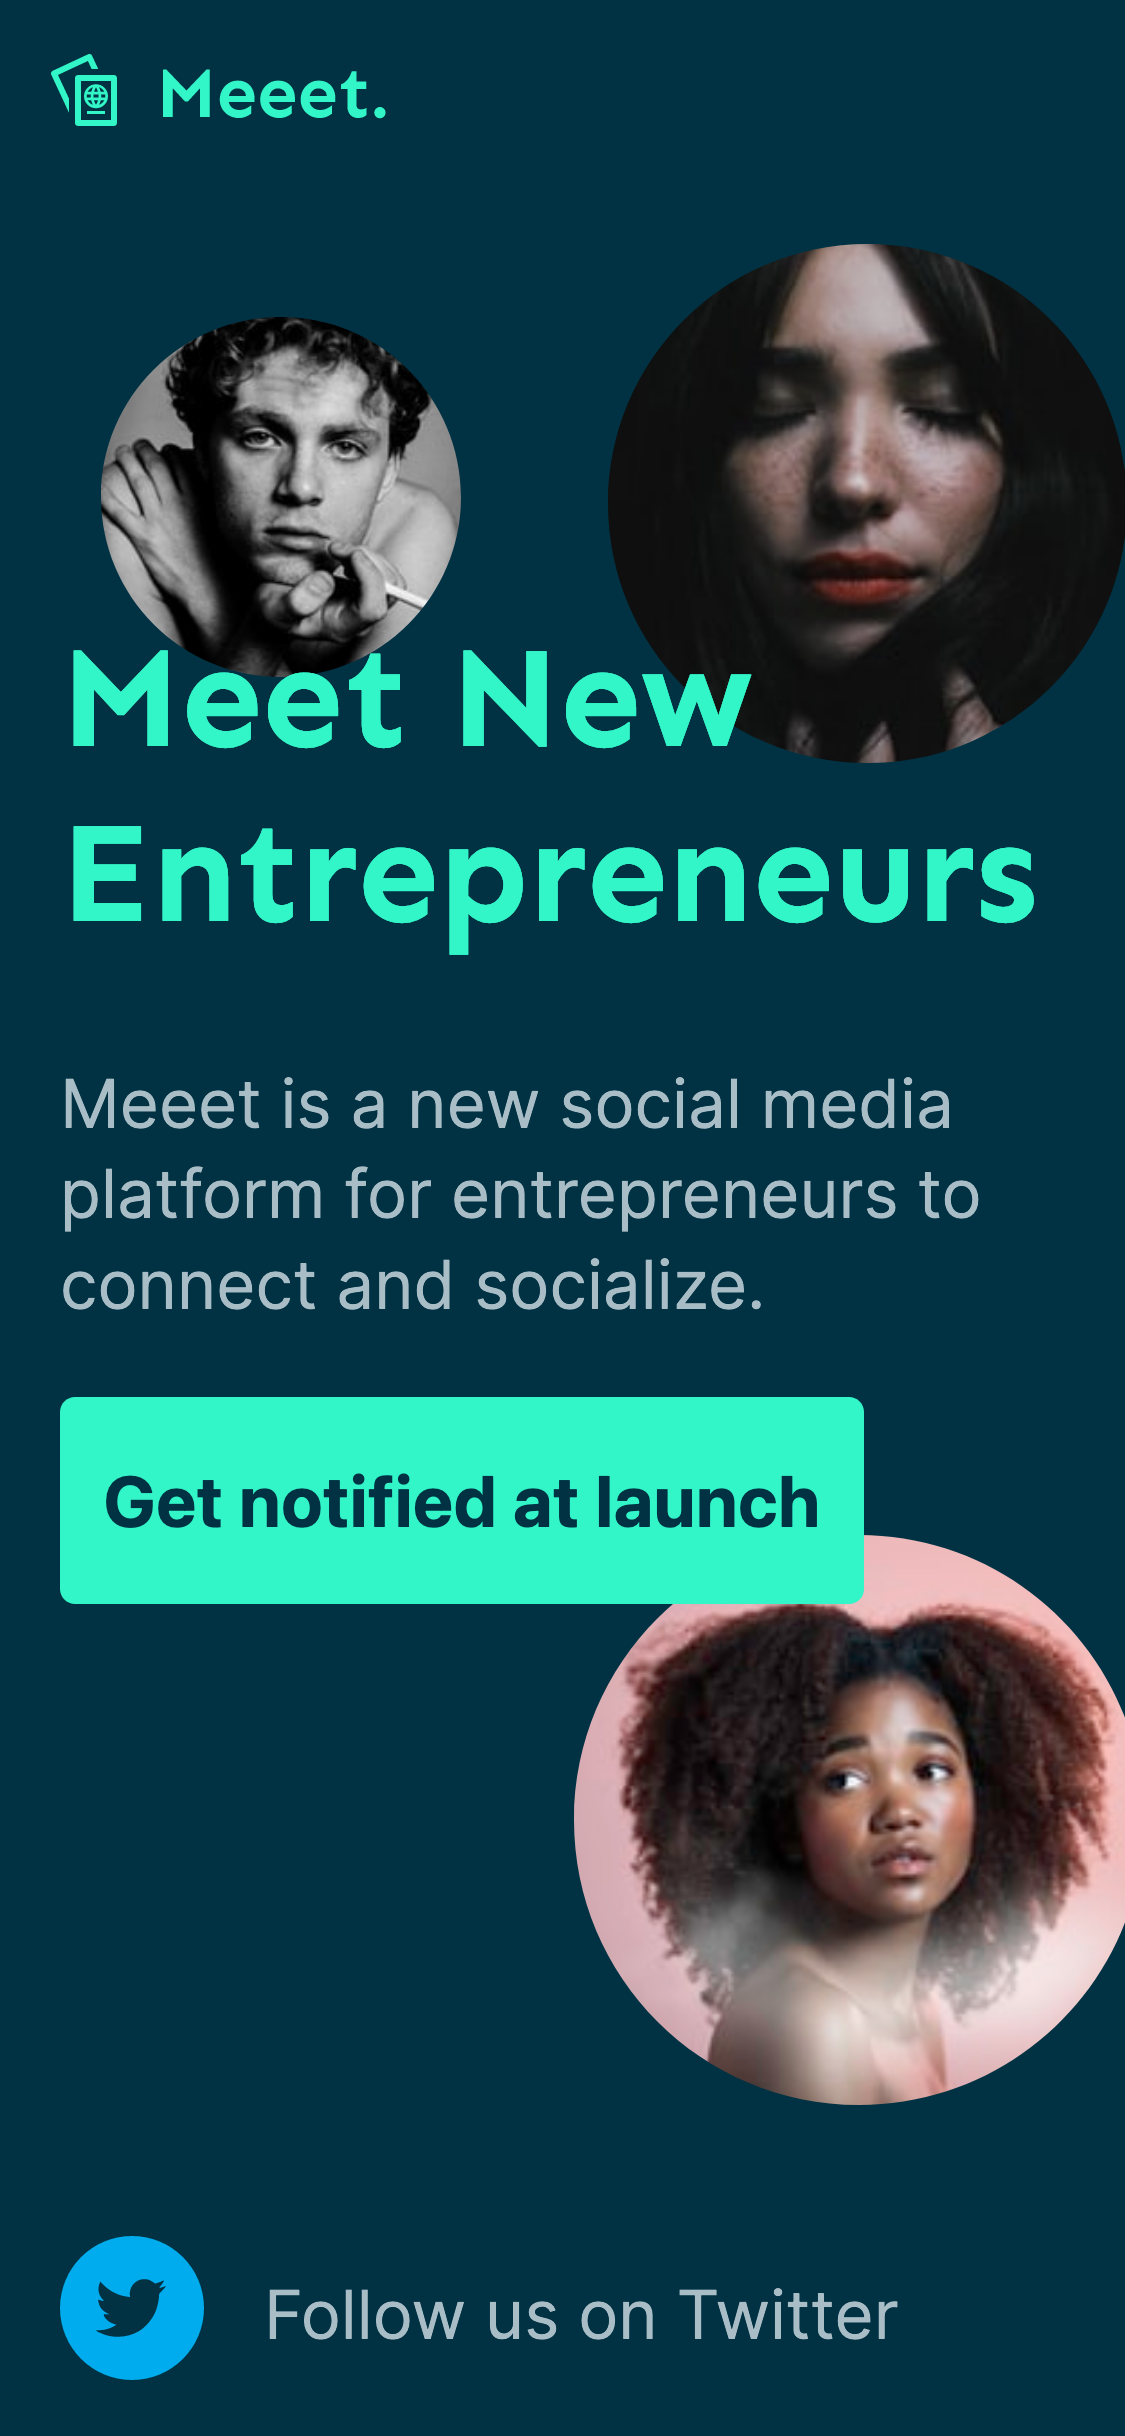 Meeet.
Meet New
Entrepreneurs
Meeet is a new social media
platform for entrepreneurs to
connect and socialize.
Get notified at launch
Follow us on Twitter